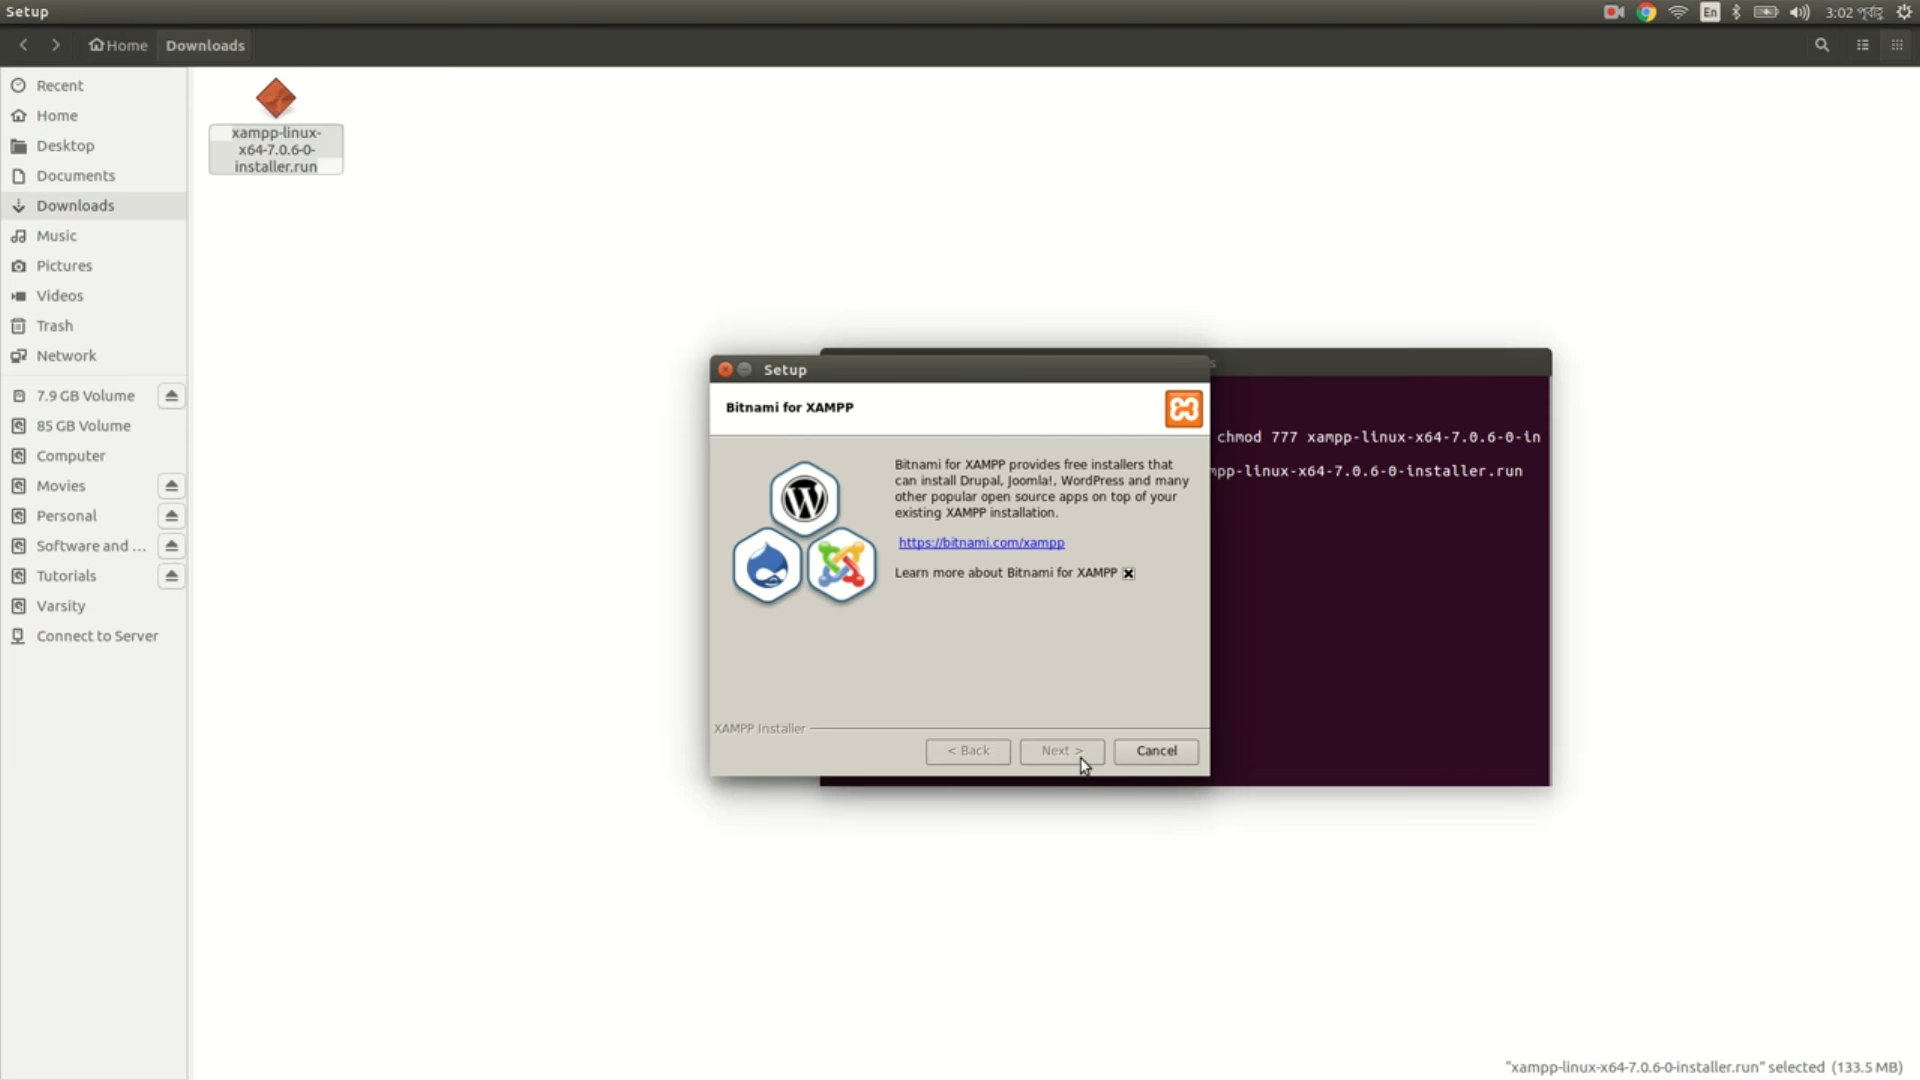 Setup
En
3:02 পূর্বাহ্ণ
Home
Downloads
Recent
Home
Desktop
Documents
Downloads
Music
Pictures
Videos
Trash
Network
7.9 GB Volume
85 GB Volume
Computer
Movies
Personal
Software and ...
Tutorials
Varsity
Connect to Server
xampp-linux-
x64-7.0.6-0-
installer.run
Setup
Bitnami for XAMPP
Bitnami for XAMPP provides free installers that
can install Drupal, Joomla!, WordPress and many
other popular open source apps on top of your
existing XAMPP installation.
https://bitnami.com/xampp
Learn more about Bitnami for XAMPP
XAMPP Installer
< Back
Next >
Cancel
s
chmod 777 xampp-linux-x64-7.0.6-0-in
mpp-linux-x64-7.0.6-0-installer.run
"xampp-linux-x64-7.0.6-0-installer.run" selected (133.5 MB)